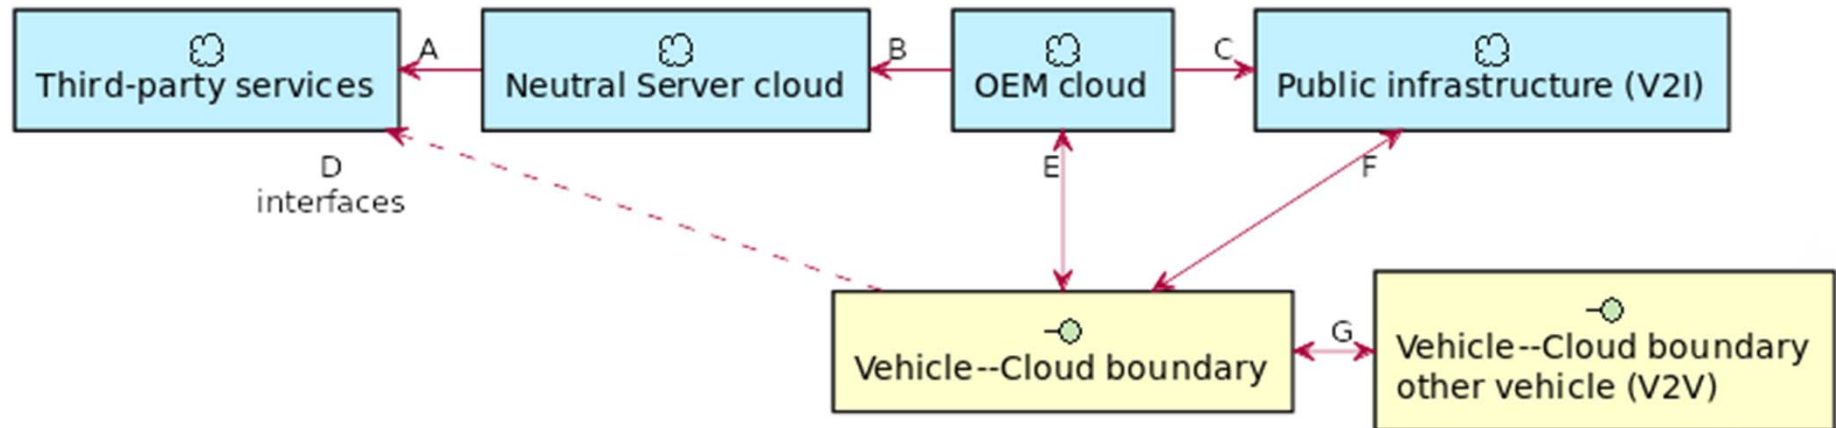 Third-party services
A
Neutral Server cloud
B
OEM cloud
C
Public infrastructure (V2I)
D
interfaces
E
F
Vehicle--Cloud boundary
G
Vehicle--Cloud boundary
other vehicle (V2V)